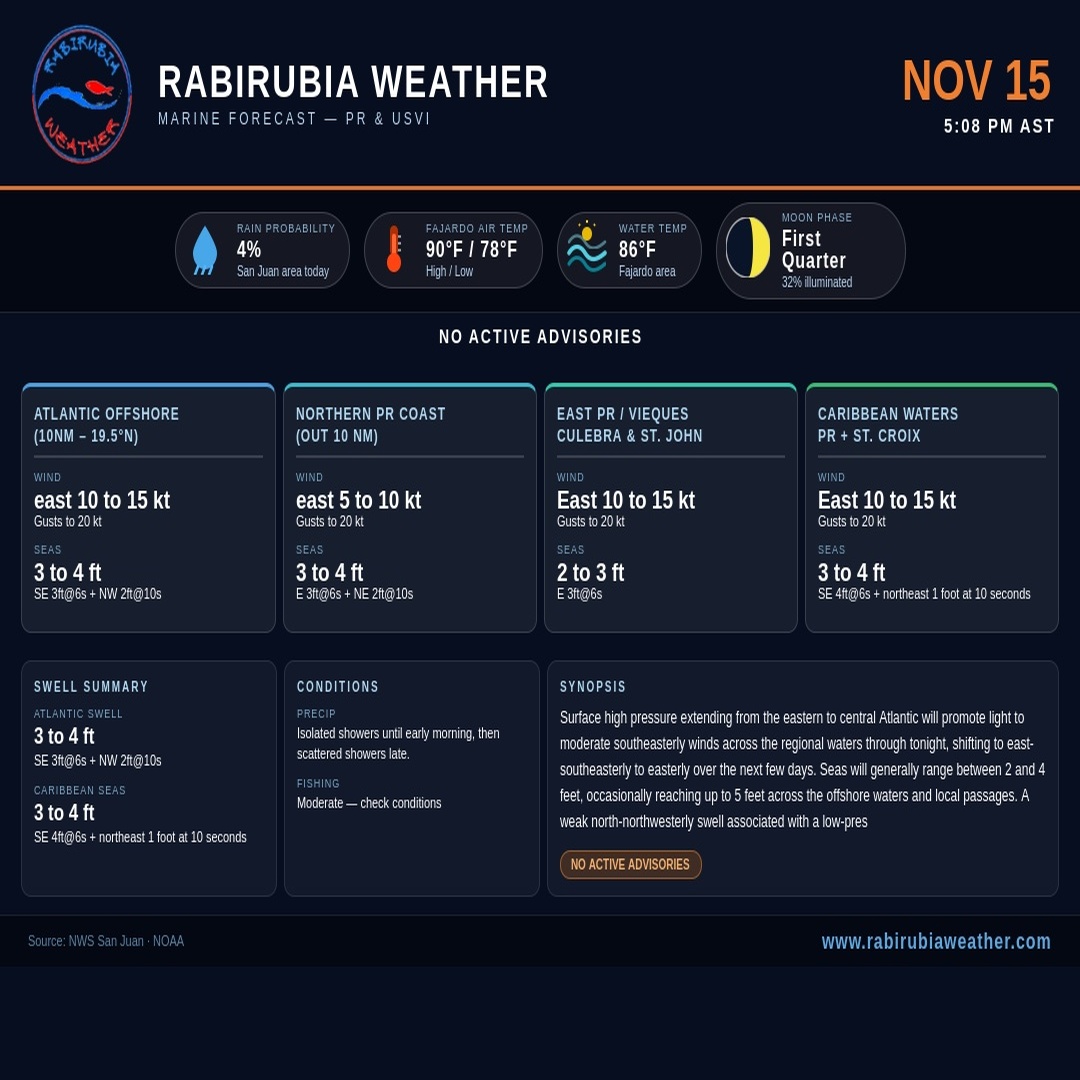 RABIRUBIA
WEATHER
RABIRUBIA WEATHER
MARINE FORECAST — PR & USVI
NOV 15
5:08 PM AST
RAIN PROBABILITY
4%
San Juan area today
FAJARDO AIR TEMP
90°F / 78°F
High / Low
WATER TEMP
86°F
Fajardo area
MOON PHASE
First
Quarter
32% illuminated
NO ACTIVE ADVISORIES
ATLANTIC OFFSHORE
(10NM – 19.5°N)
WIND
east 10 to 15 kt
Gusts to 20 kt
SEAS
3 to 4 ft
SE 3ft@6s + NW 2ft@10s
NORTHERN PR COAST
(OUT 10 NM)
WIND
east 5 to 10 kt
Gusts to 20 kt
SEAS
3 to 4 ft
E 3ft@6s + NE 2ft@10s
EAST PR / VIEQUES
CULEBRA & ST. JOHN
WIND
East 10 to 15 kt
Gusts to 20 kt
SEAS
2 to 3 ft
E 3ft@6s
CARIBBEAN WATERS
PR + ST. CROIX
WIND
East 10 to 15 kt
Gusts to 20 kt
SEAS
3 to 4 ft
SE 4ft@6s + northeast 1 foot at 10 seconds
SWELL SUMMARY
ATLANTIC SWELL
3 to 4 ft
SE 3ft@6s + NW 2ft@10s
CARIBBEAN SEAS
3 to 4 ft
SE 4ft@6s + northeast 1 foot at 10 seconds
CONDITIONS
PRECIP
Isolated showers until early morning, then
scattered showers late.
FISHING
Moderate — check conditions
SYNOPSIS
Surface high pressure extending from the eastern to central Atlantic will promote light to
moderate southeasterly winds across the regional waters through tonight, shifting to east-
southeasterly to easterly over the next few days. Seas will generally range between 2 and 4
feet, occasionally reaching up to 5 feet across the offshore waters and local passages. A
weak north-northwesterly swell associated with a low-pres
NO ACTIVE ADVISORIES
Source: NWS San Juan · NOAA
www.rabirubiaweather.com